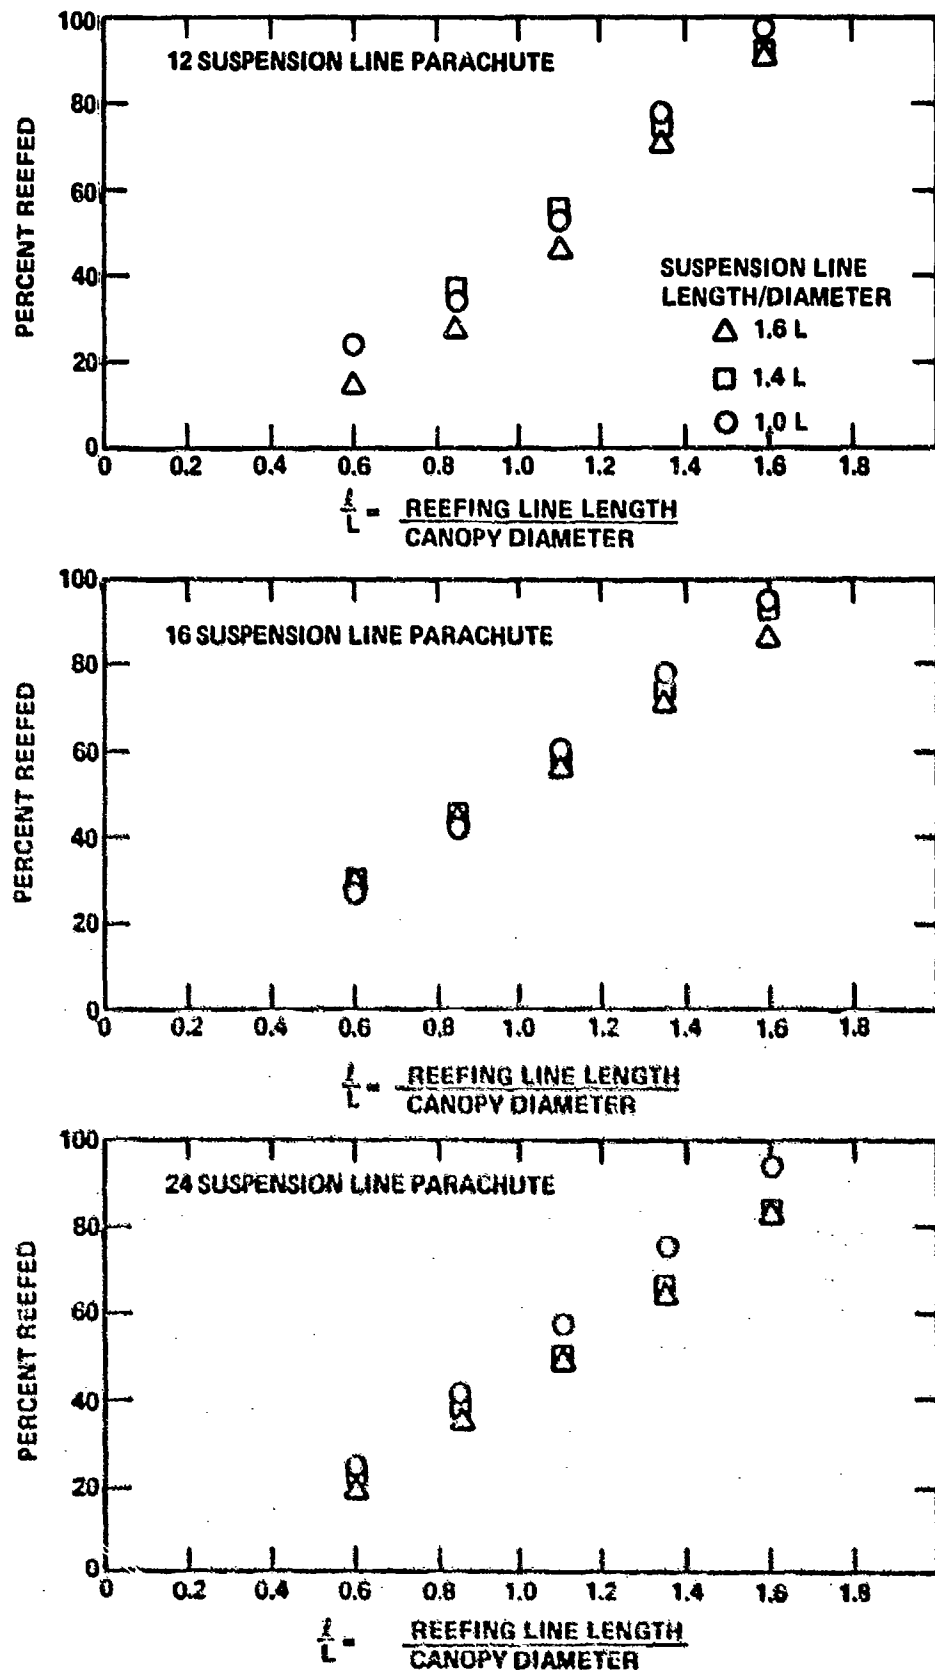 100
80
60
40
20
0
PERCENT REEFED
12 SUSPENSION LINE PARACHUTE
SUSPENSION LINE
LENGTH/DIAMETER
△ 1.6 L
□ 1.4 L
○ 1.0 L
0 0.2 0.4 0.6 0.8 1.0 1.2 1.4 1.6 1.8
ℓ/L = REEFING LINE LENGTH
CANOPY DIAMETER
100
80
60
40
20
0
PERCENT REEFED
16 SUSPENSION LINE PARACHUTE
0 0.2 0.4 0.6 0.8 1.0 1.2 1.4 1.6 1.8
ℓ/L = REEFING LINE LENGTH
CANOPY DIAMETER
100
80
60
40
20
0
PERCENT REEFED
24 SUSPENSION LINE PARACHUTE
0 0.2 0.4 0.6 0.8 1.0 1.2 1.4 1.6 1.8
ℓ/L = REEFING LINE LENGTH
CANOPY DIAMETER